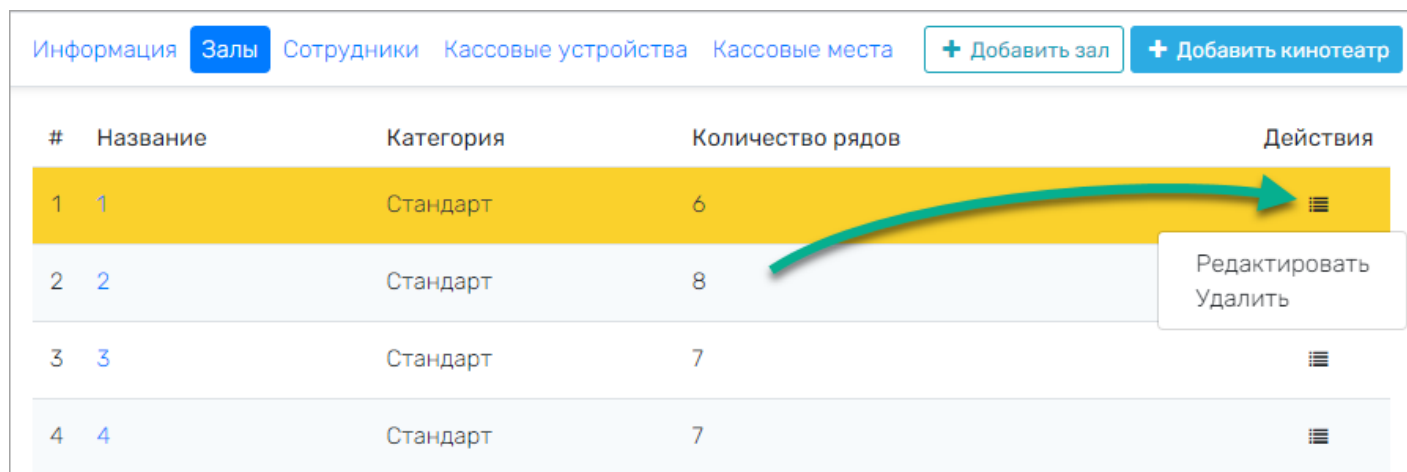 Информация Залы Сотрудники Кассовые устройства Кассовые места + Добавить зал + Добавить кинотеатр
# Название Категория Количество рядов Действия
1 1 Стандарт 6
Редактировать
2 2 Стандарт 8
Удалить
3 3 Стандарт 7
4 4 Стандарт 7